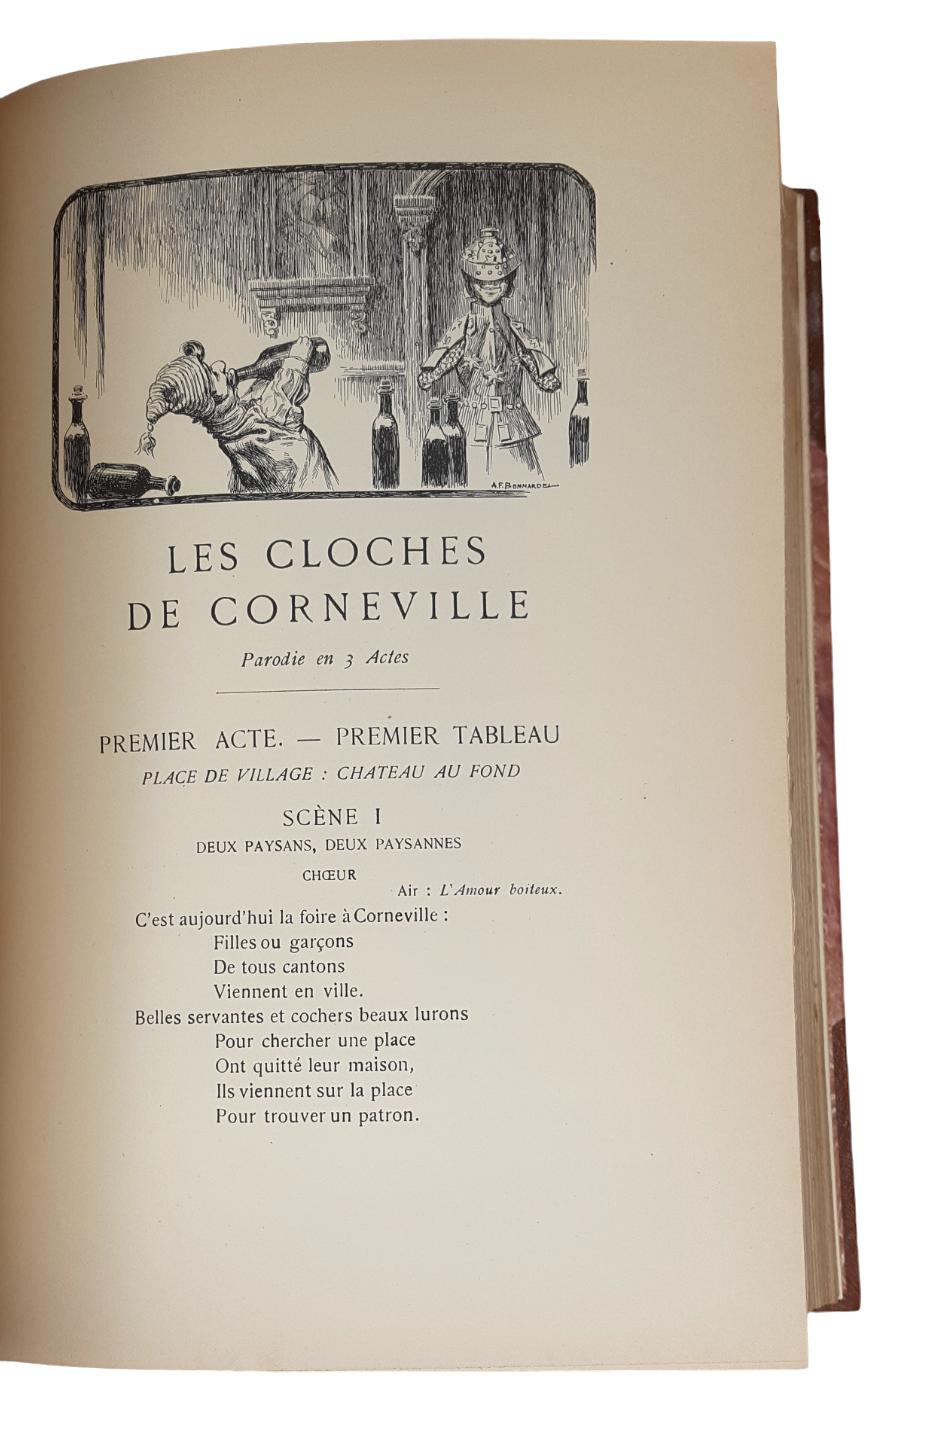 A.F. BONNARDEL
LES CLOCHES
DE CORNEVILLE
Parodie en 3 Actes
PREMIER ACTE. — PREMIER TABLEAU
PLACE DE VILLAGE : CHATEAU AU FOND
SCÈNE I
DEUX PAYSANS, DEUX PAYSANNES
CHŒUR
Air : L'Amour boiteux.
C'est aujourd'hui la foire à Corneville :
Filles ou garçons
De tous cantons
Viennent en ville.
Belles servantes et cochers beaux lurons
Pour chercher une place
Ont quitté leur maison,
Ils viennent sur la place
Pour trouver un patron.